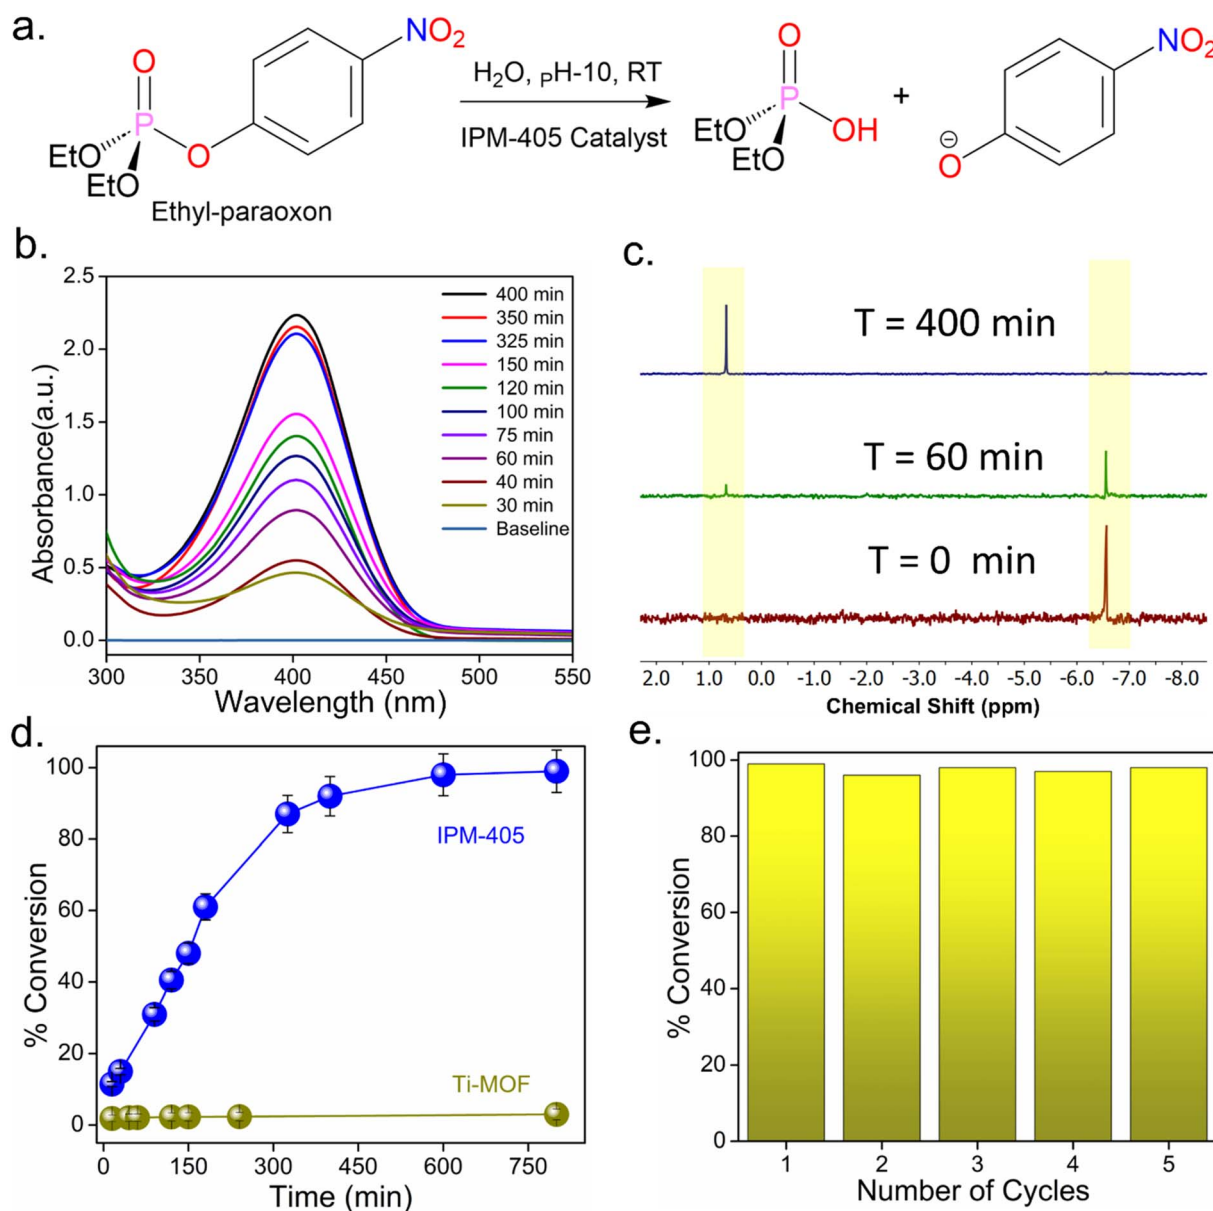 a.
O
P
EtO
EtO
O
NO2
Ethyl-paraoxon
H2O, PH-10, RT
IPM-405 Catalyst
O
P
EtO
EtO
OH
+
⊖
O
NO2
b.
2.5
2.0
1.5
1.0
0.5
0.0
Absorbance(a.u.)
400 min
350 min
325 min
150 min
120 min
100 min
75 min
60 min
40 min
30 min
Baseline
300 350 400 450 500 550
Wavelength (nm)
c.
T = 400 min
T = 60 min
T = 0 min
2.0 1.0 0.0 -1.0 -2.0 -3.0 -4.0 -5.0 -6.0 -7.0 -8.0
Chemical Shift (ppm)
d.
100
80
60
40
20
0
% Conversion
IPM-405
Ti-MOF
0 150 300 450 600 750
Time (min)
e.
100
80
60
40
20
0
% Conversion
1 2 3 4 5
Number of Cycles